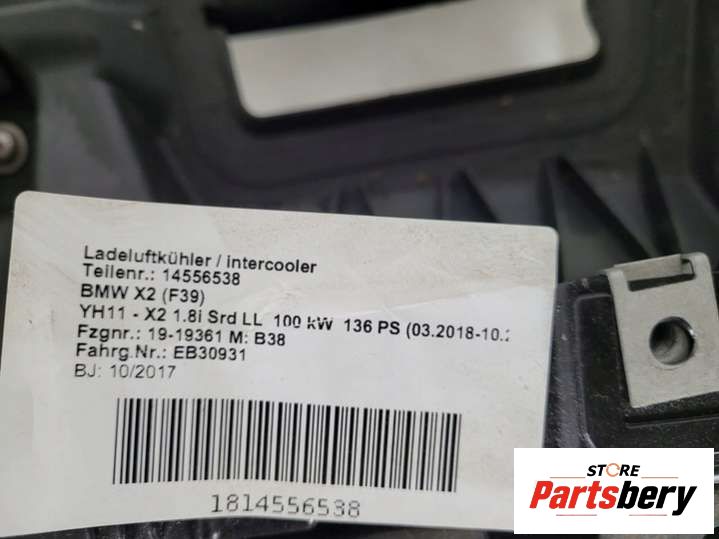 Ladeluftkühler / intercooler
Teilenr.: 14556538
BMW X2 (F39)
YH11 - X2 1.8i Srd LL 100 kW 136 PS (03.2018-10.2
Fzgnr.: 19-19361 M: B38
Fahrg.Nr.: EB30931
BJ: 10/2017
1814556538
STORE
Partsbery